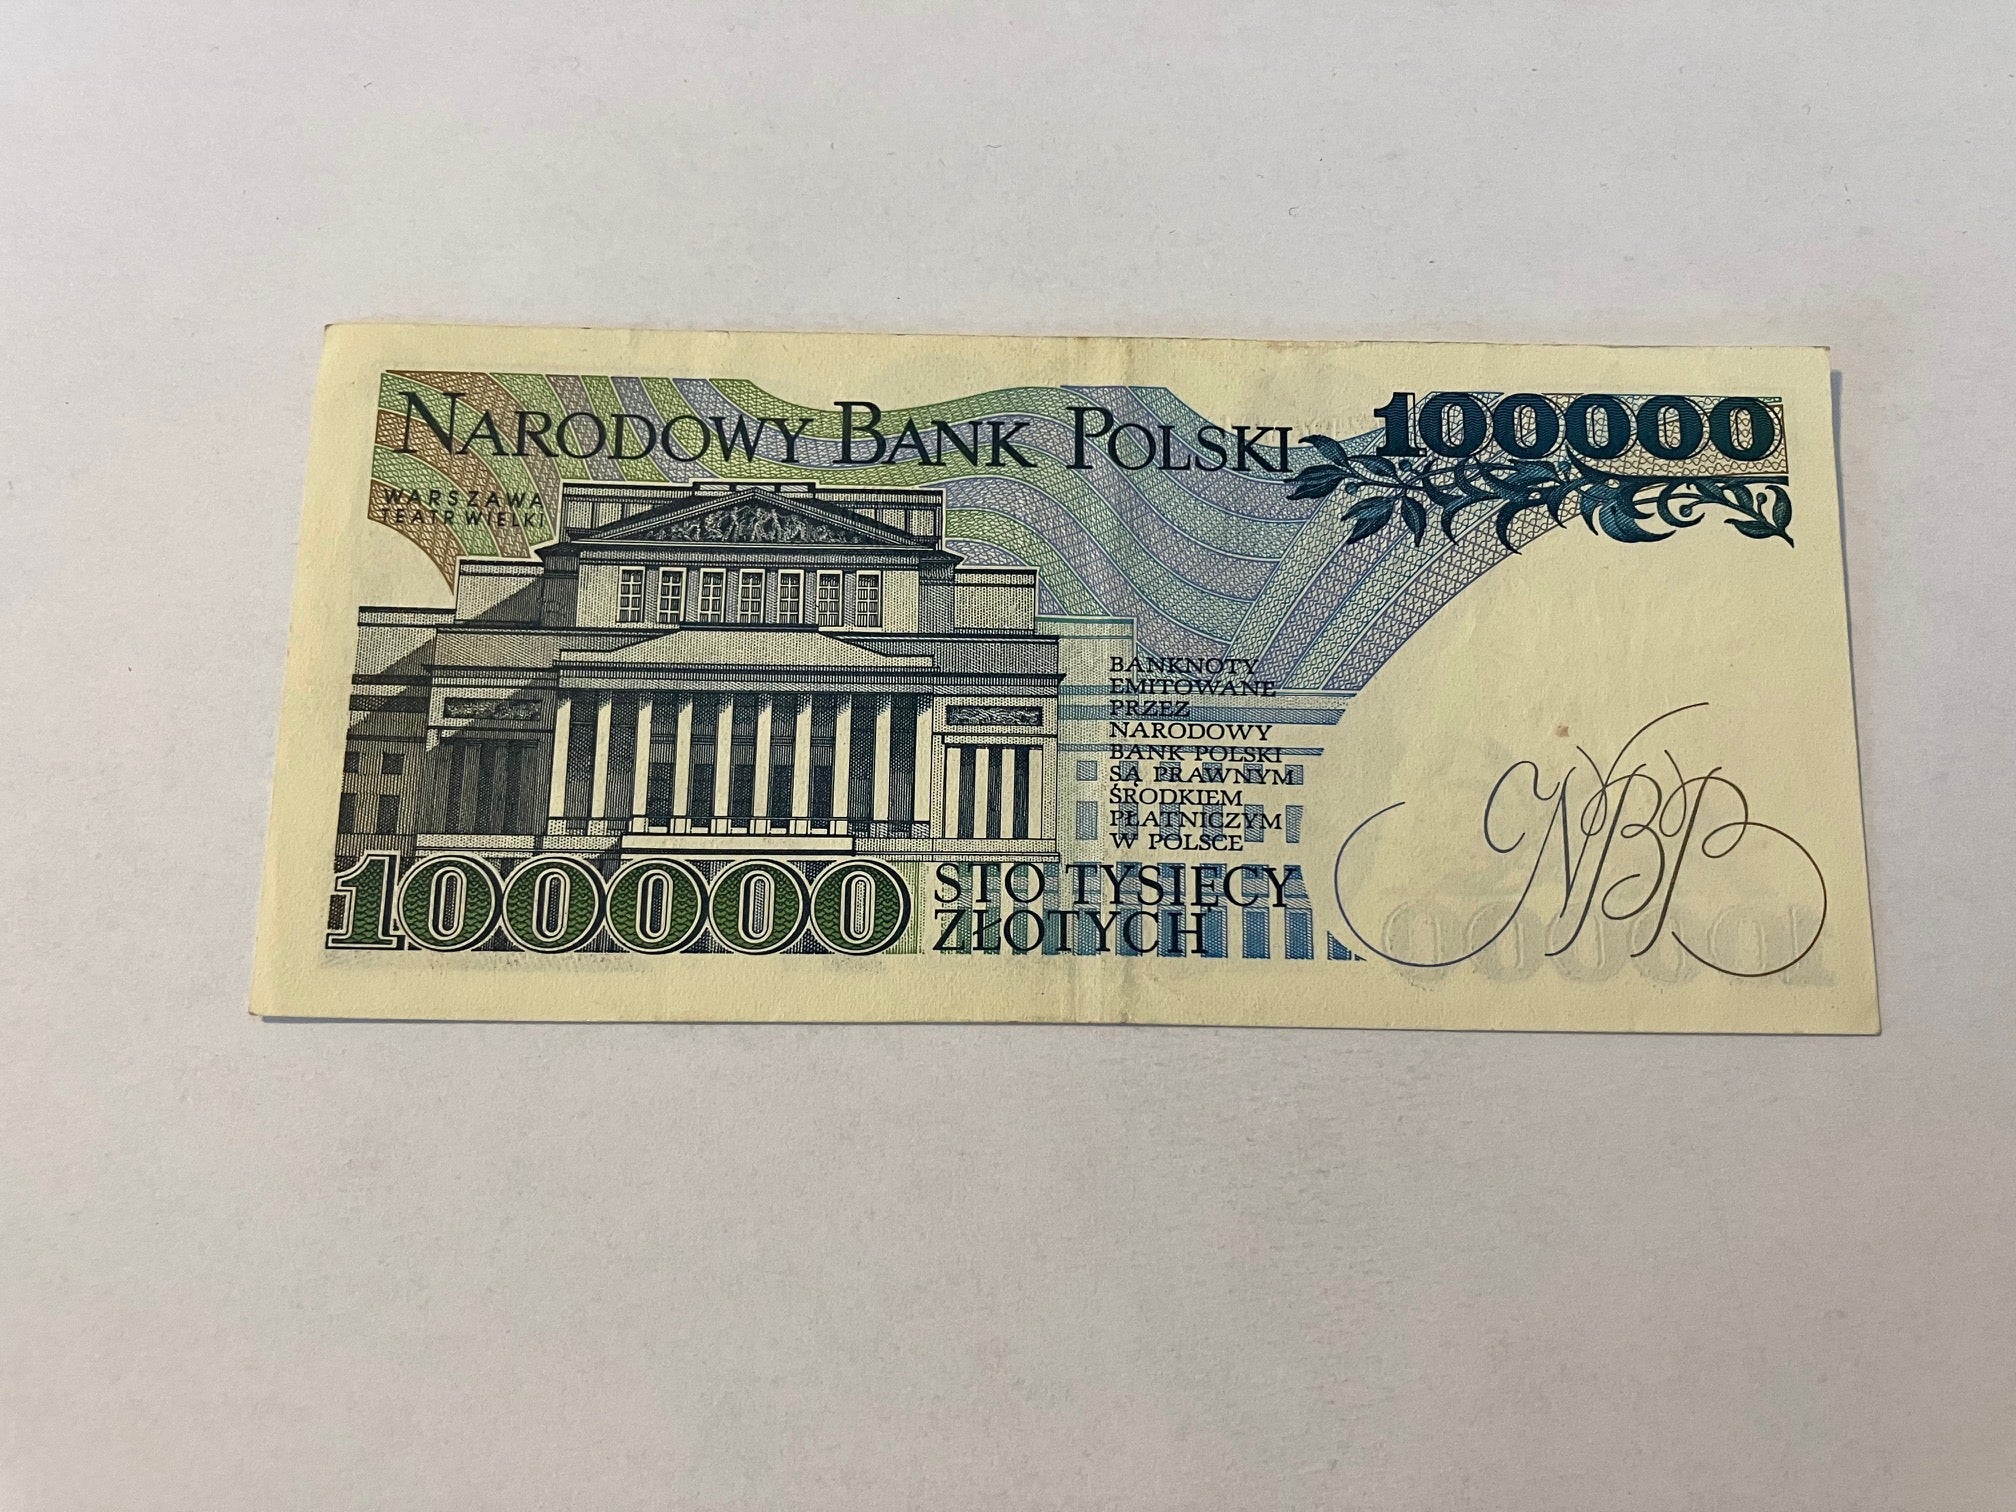 NARODOWY BANK POLSKI
100000
WARSZAWA
TEATR WIELKI
BANKNOTY
EMITOWANE
PRZEZ
NARODOWY
BANK POLSKI
SĄ PRAWNYM
ŚRODKIEM
PŁATNICZYM
W POLSCE
NBP
100000
STO TYSIĘCY
ZŁOTYCH